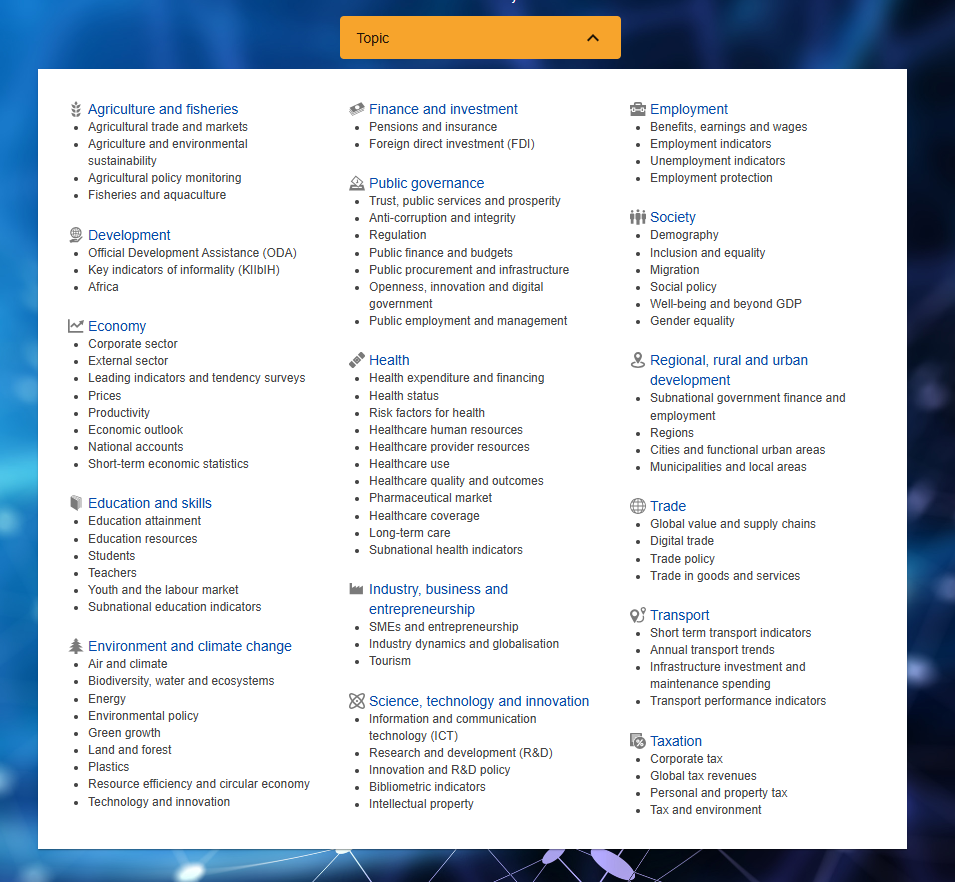 Topic
Agriculture and fisheries
Agricultural trade and markets
Agriculture and environmental
sustainability
Agricultural policy monitoring
Fisheries and aquaculture
Development
Official Development Assistance (ODA)
Key indicators of informality (KIIbIH)
Africa
Economy
Corporate sector
External sector
Leading indicators and tendency surveys
Prices
Productivity
Economic outlook
National accounts
Short-term economic statistics
Education and skills
Education attainment
Education resources
Students
Teachers
Youth and the labour market
Subnational education indicators
Environment and climate change
Air and climate
Biodiversity, water and ecosystems
Energy
Environmental policy
Green growth
Land and forest
Plastics
Resource efficiency and circular economy
Technology and innovation
Finance and investment
Pensions and insurance
Foreign direct investment (FDI)
Public governance
Trust, public services and prosperity
Anti-corruption and integrity
Regulation
Public finance and budgets
Public procurement and infrastructure
Openness, innovation and digital
government
Public employment and management
Health
Health expenditure and financing
Health status
Risk factors for health
Healthcare human resources
Healthcare provider resources
Healthcare use
Healthcare quality and outcomes
Pharmaceutical market
Healthcare coverage
Long-term care
Subnational health indicators
Industry, business and
entrepreneurship
SMEs and entrepreneurship
Industry dynamics and globalisation
Tourism
Science, technology and innovation
Information and communication
technology (ICT)
Research and development (R&D)
Innovation and R&D policy
Bibliometric indicators
Intellectual property
Employment
Benefits, earnings and wages
Employment indicators
Unemployment indicators
Employment protection
Society
Demography
Inclusion and equality
Migration
Social policy
Well-being and beyond GDP
Gender equality
Regional, rural and urban
development
Subnational government finance and
employment
Regions
Cities and functional urban areas
Municipalities and local areas
Trade
Global value and supply chains
Digital trade
Trade policy
Trade in goods and services
Transport
Short term transport indicators
Annual transport trends
Infrastructure investment and
maintenance spending
Transport performance indicators
Taxation
Corporate tax
Global tax revenues
Personal and property tax
Tax and environment